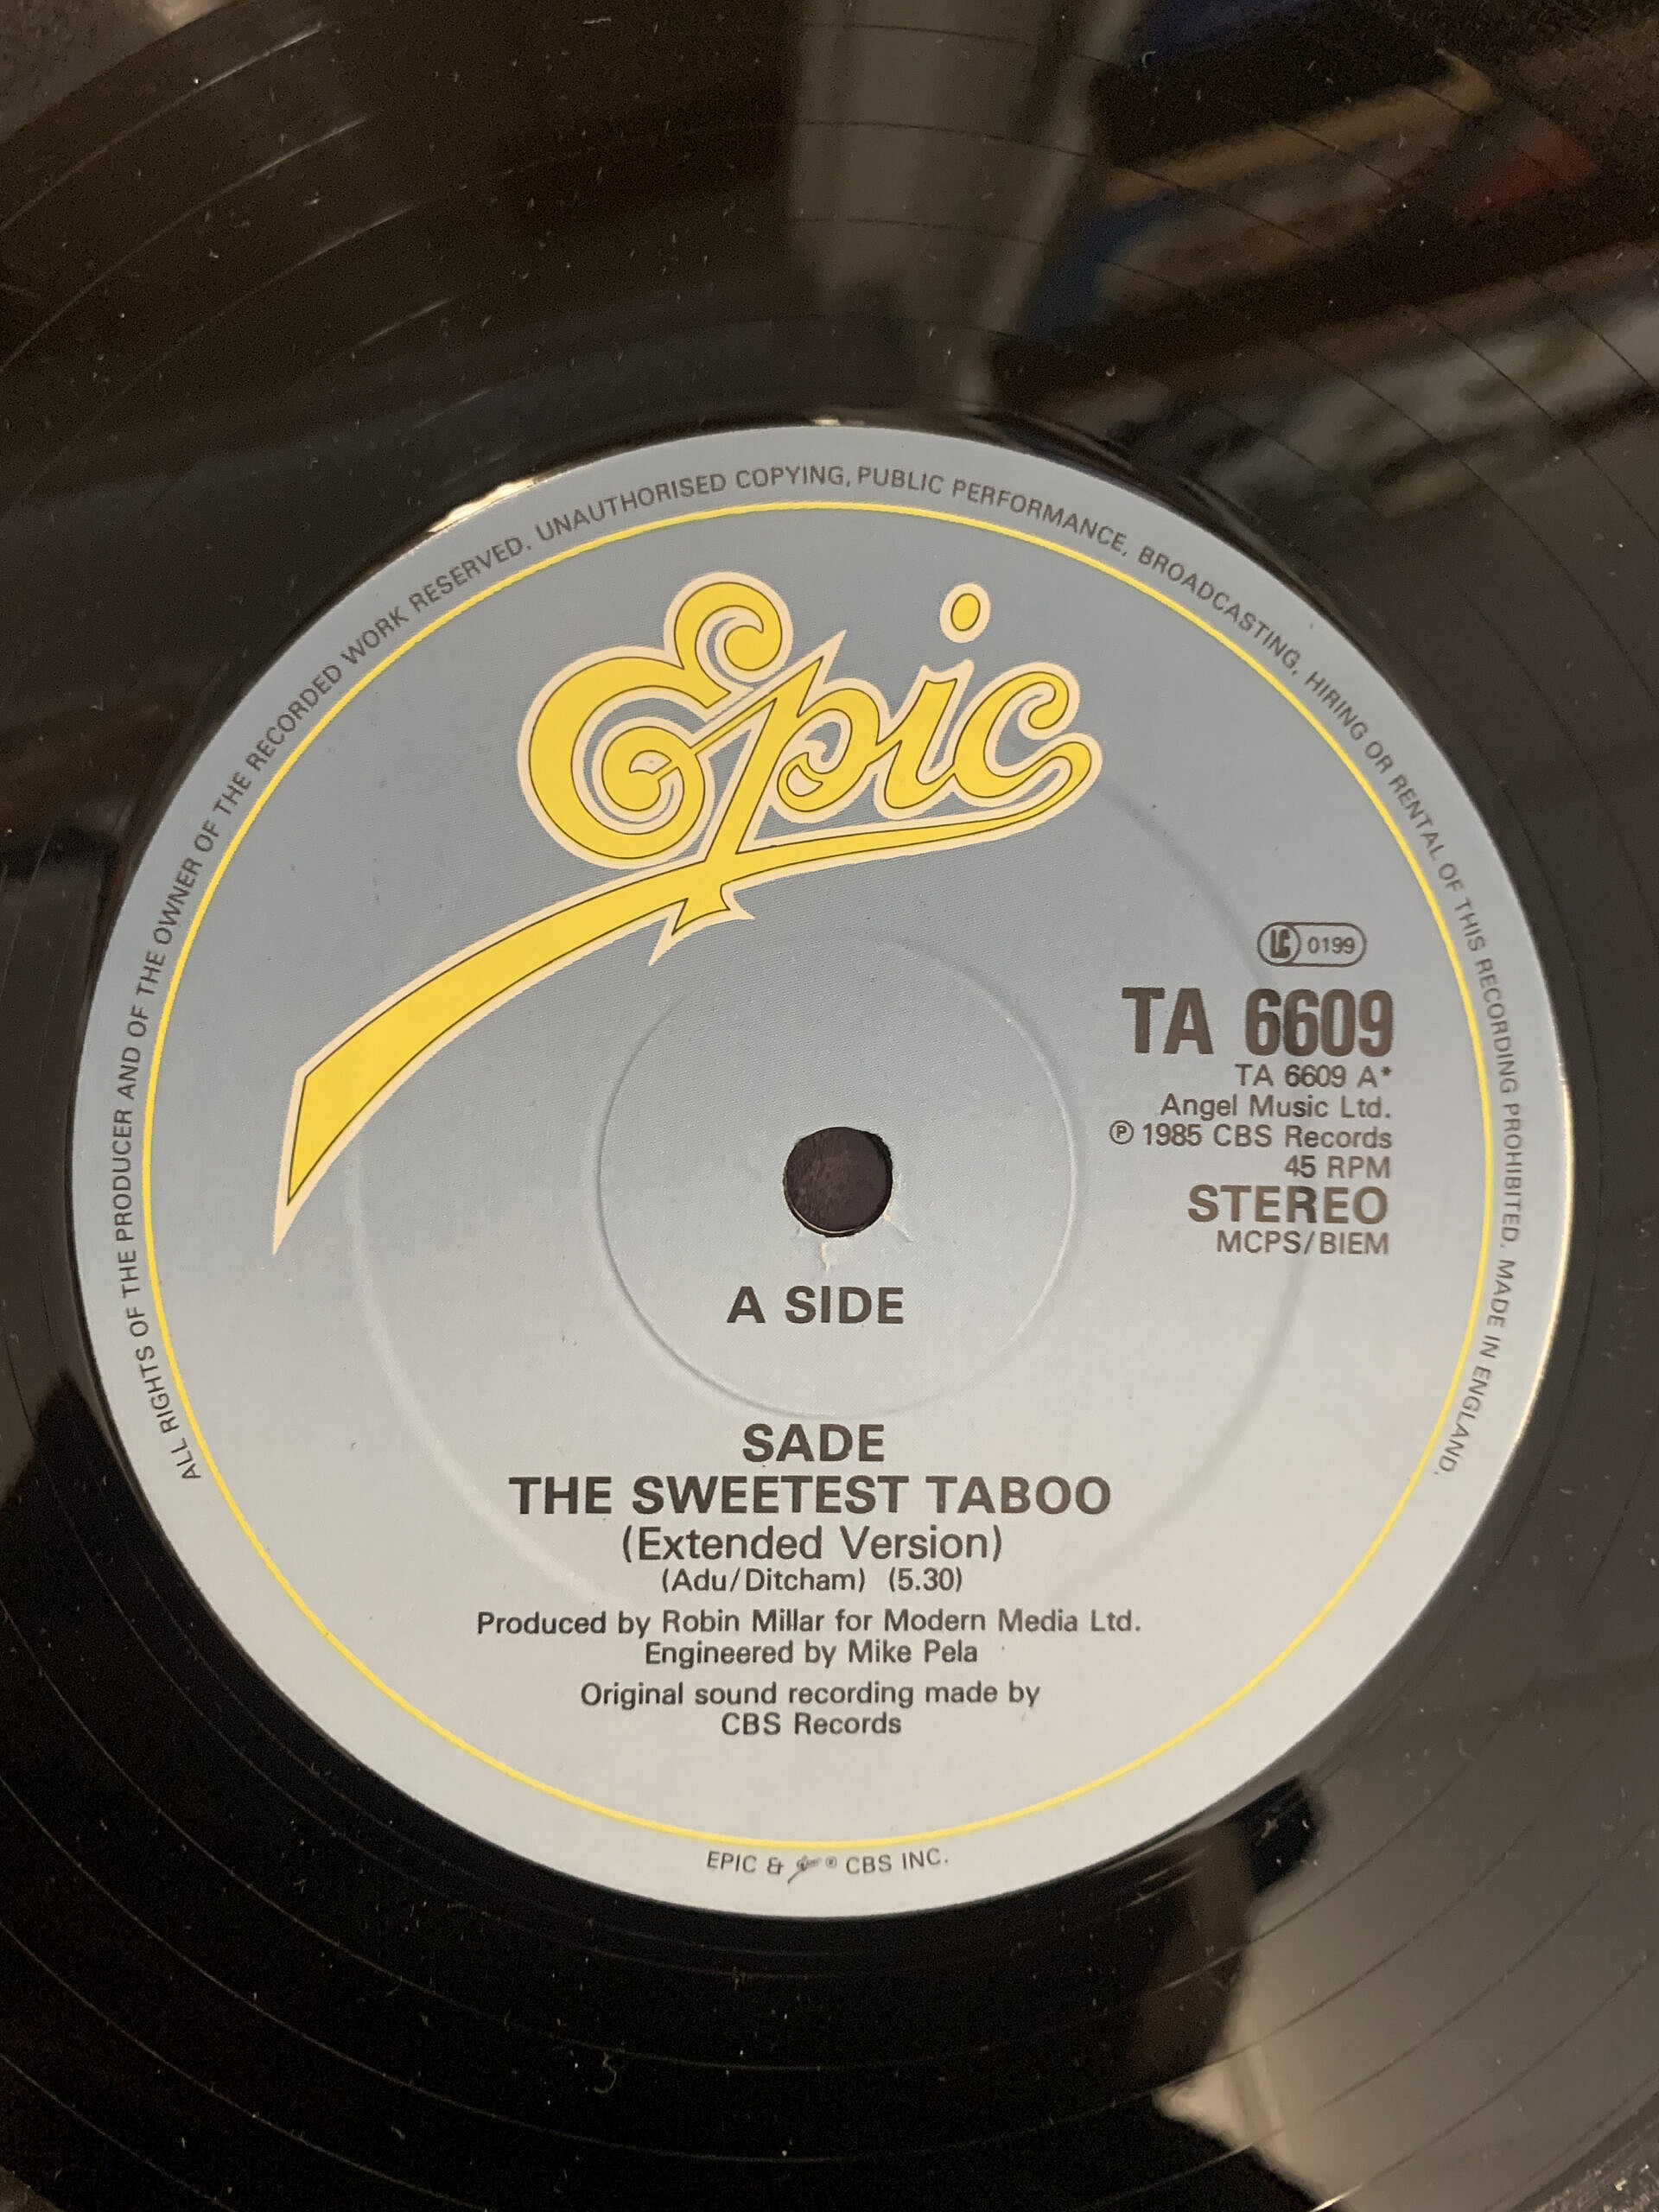 ALL RIGHTS OF THE PRODUCER AND OF THE OWNER OF THE RECORDED WORK RESERVED. UNAUTHORISED COPYING, PUBLIC PERFORMANCE, BROADCASTING, HIRING OR RENTAL OF THIS RECORDING PROHIBITED. MADE IN ENGLAND.
Epic
LC 0199
TA 6609
TA 6609 A*
Angel Music Ltd.
℗ 1985 CBS Records
45 RPM
STEREO
MCPS/BIEM
A SIDE
SADE
THE SWEETEST TABOO
(Extended Version)
(Adu/Ditcham) (5.30)
Produced by Robin Millar for Modern Media Ltd.
Engineered by Mike Pela
Original sound recording made by
CBS Records
EPIC & Epic ® CBS INC.